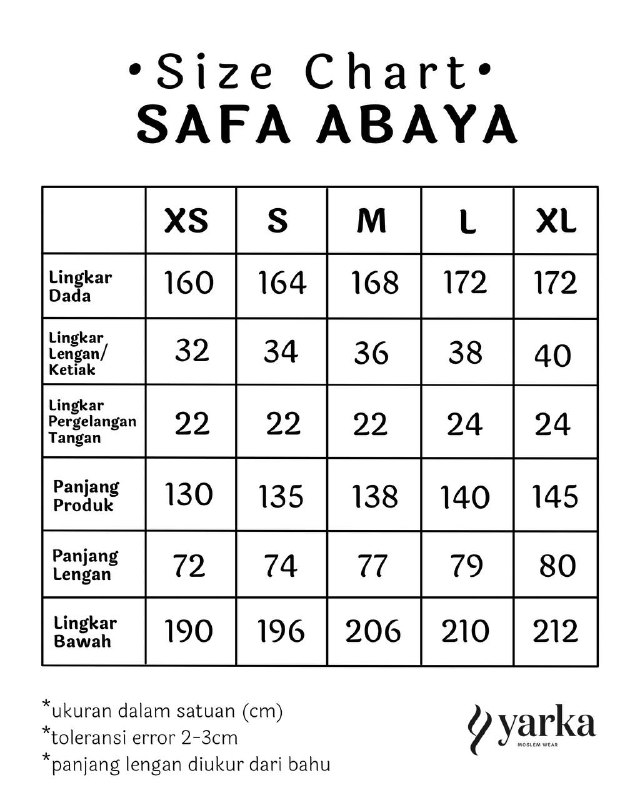 •Size Chart•
SAFA ABAYA
XS S M L XL
Lingkar Dada 160 164 168 172 172
Lingkar Lengan/ Ketiak 32 34 36 38 40
Lingkar Pergelangan Tangan 22 22 22 24 24
Panjang Produk 130 135 138 140 145
Panjang Lengan 72 74 77 79 80
Lingkar Bawah 190 196 206 210 212
*ukuran dalam satuan (cm)
*toleransi error 2-3cm
*panjang lengan diukur dari bahu
yarka
MOSLEM WEAR